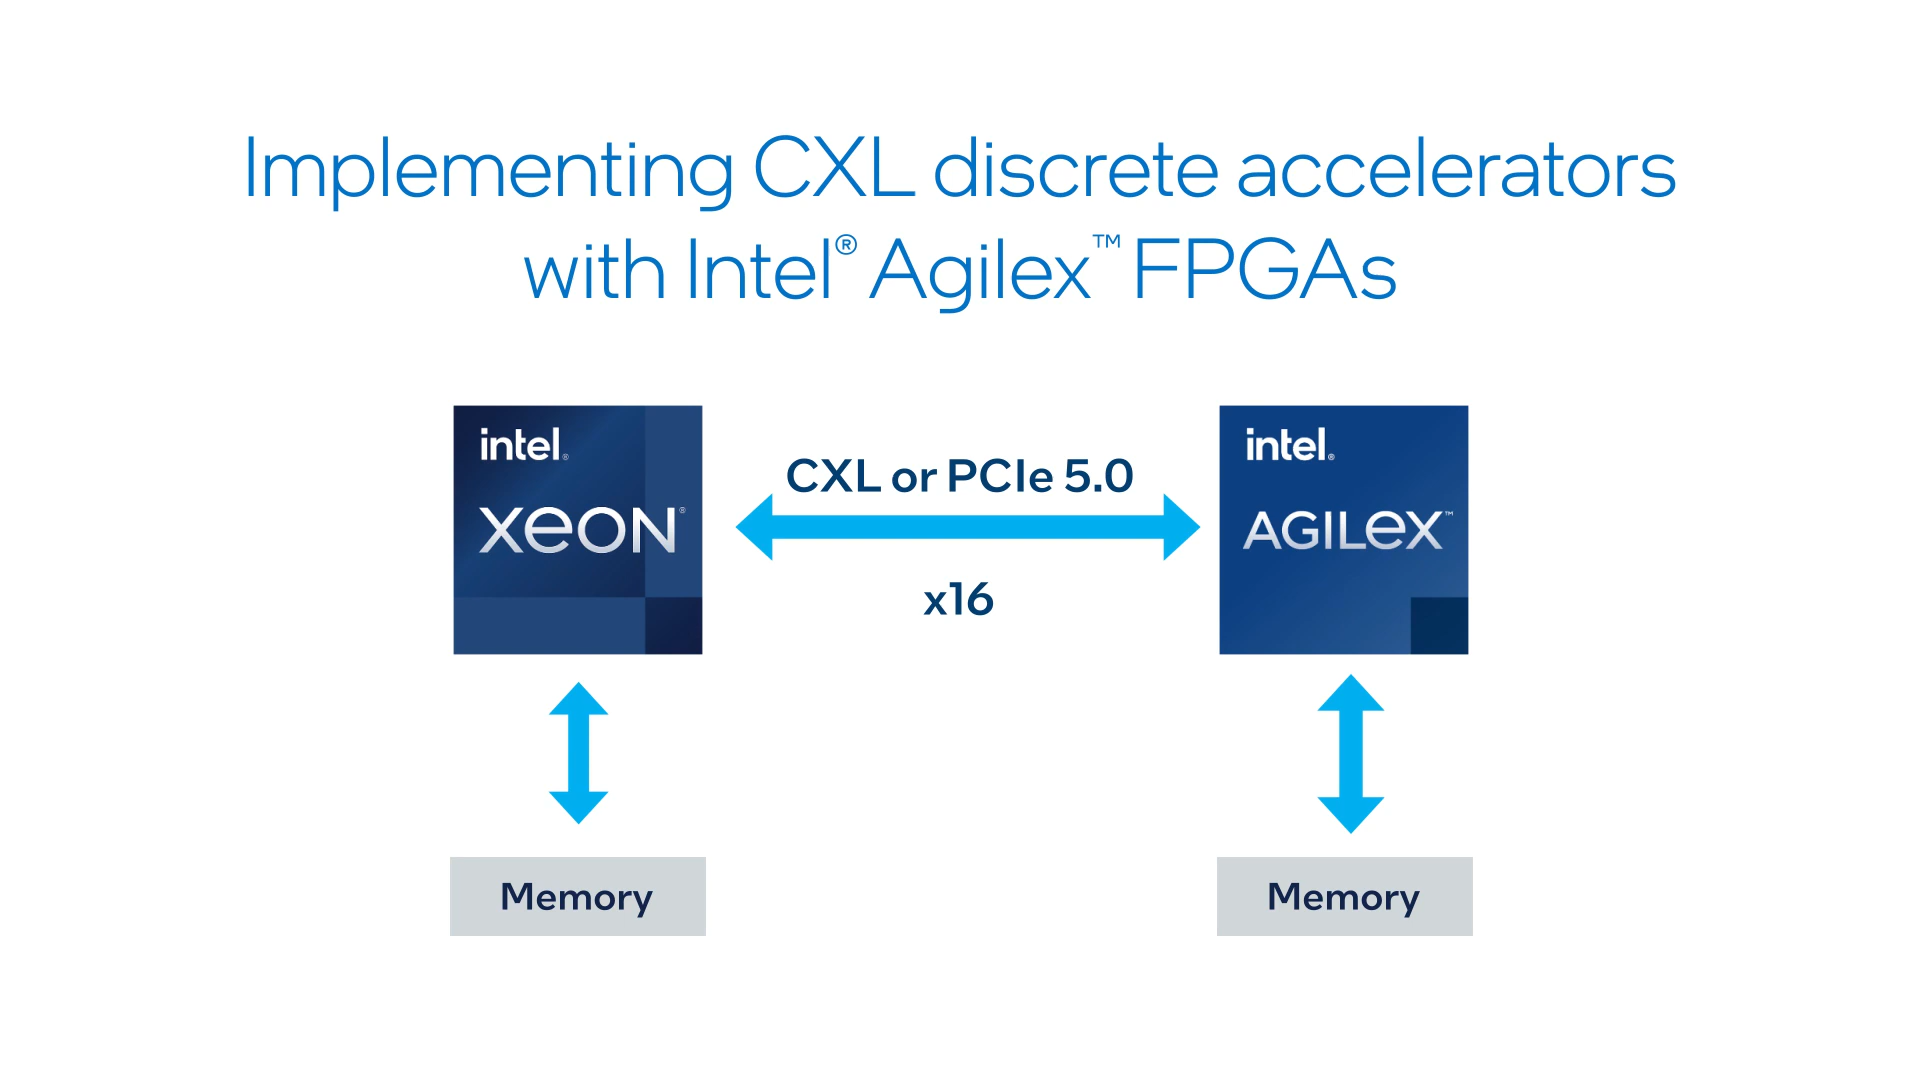 Implementing CXL discrete accelerators
with Intel® Agilex™ FPGAs
intel®
xeon®
CXL or PCIe 5.0
x16
intel®
AGILex™
Memory
Memory